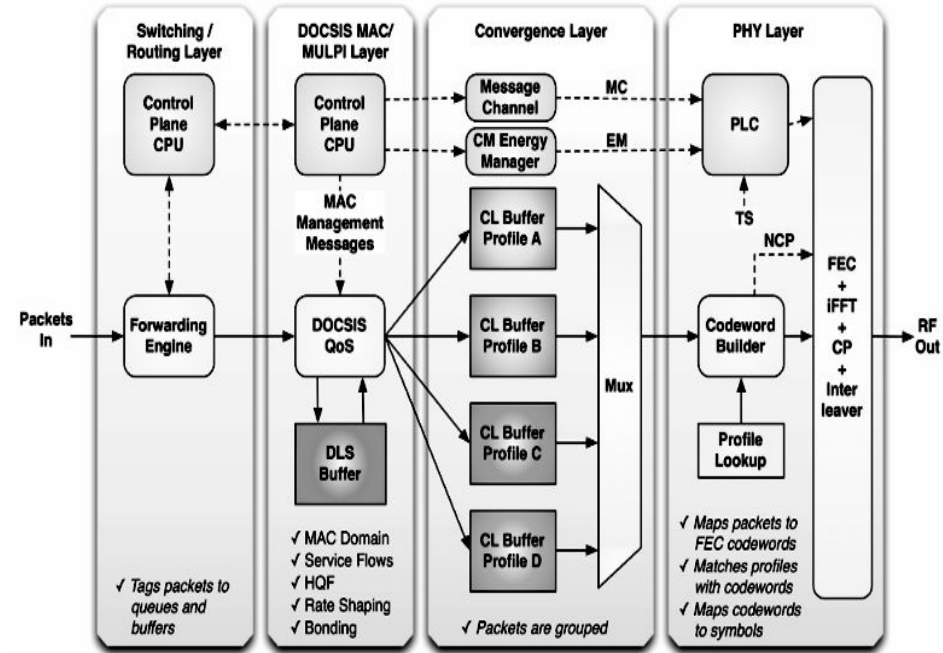 Switching /
Routing Layer
Control
Plane
CPU
Packets
In
Forwarding
Engine
✓ Tags packets to
queues and
buffers
DOCSIS MAC/
MULPI Layer
Control
Plane
CPU
MAC
Management
Messages
DOCSIS
QoS
DLS
Buffer
✓ MAC Domain
✓ Service Flows
✓ HQF
✓ Rate Shaping
✓ Bonding
Convergence Layer
Message
Channel
MC
CM Energy
Manager
EM
CL Buffer
Profile A
CL Buffer
Profile B
CL Buffer
Profile C
CL Buffer
Profile D
Mux
✓ Packets are grouped
PHY Layer
PLC
TS
NCP
Codeword
Builder
Profile
Lookup
FEC
+
iFFT
+
CP
+
Inter
leaver
RF
Out
✓ Maps packets to
FEC codewords
✓ Matches profiles
with codewords
✓ Maps codewords
to symbols